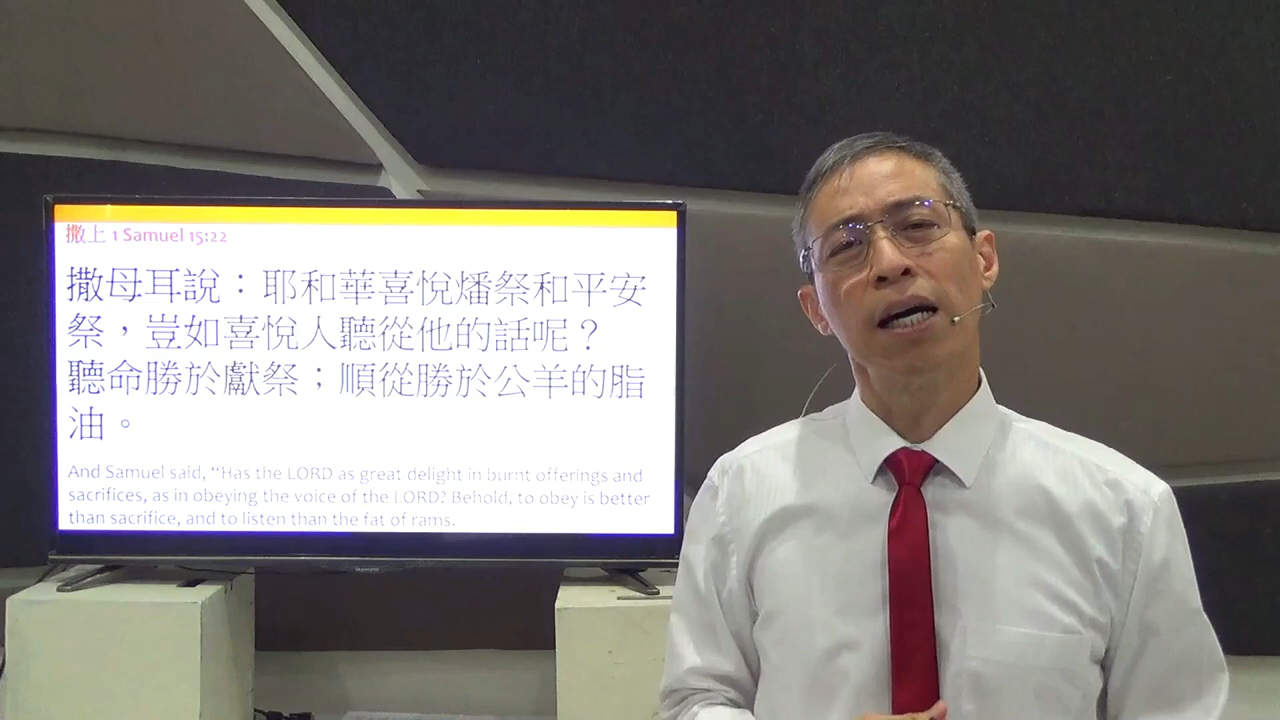 撒上 1 Samuel 15:22
撒母耳說：耶和華喜悅燔祭和平安
祭，豈如喜悅人聽從他的話呢？
聽命勝於獻祭；順從勝於公羊的脂
油。
And Samuel said, “Has the LORD as great delight in burnt offerings and
sacrifices, as in obeying the voice of the LORD? Behold, to obey is better
than sacrifice, and to listen than the fat of rams.